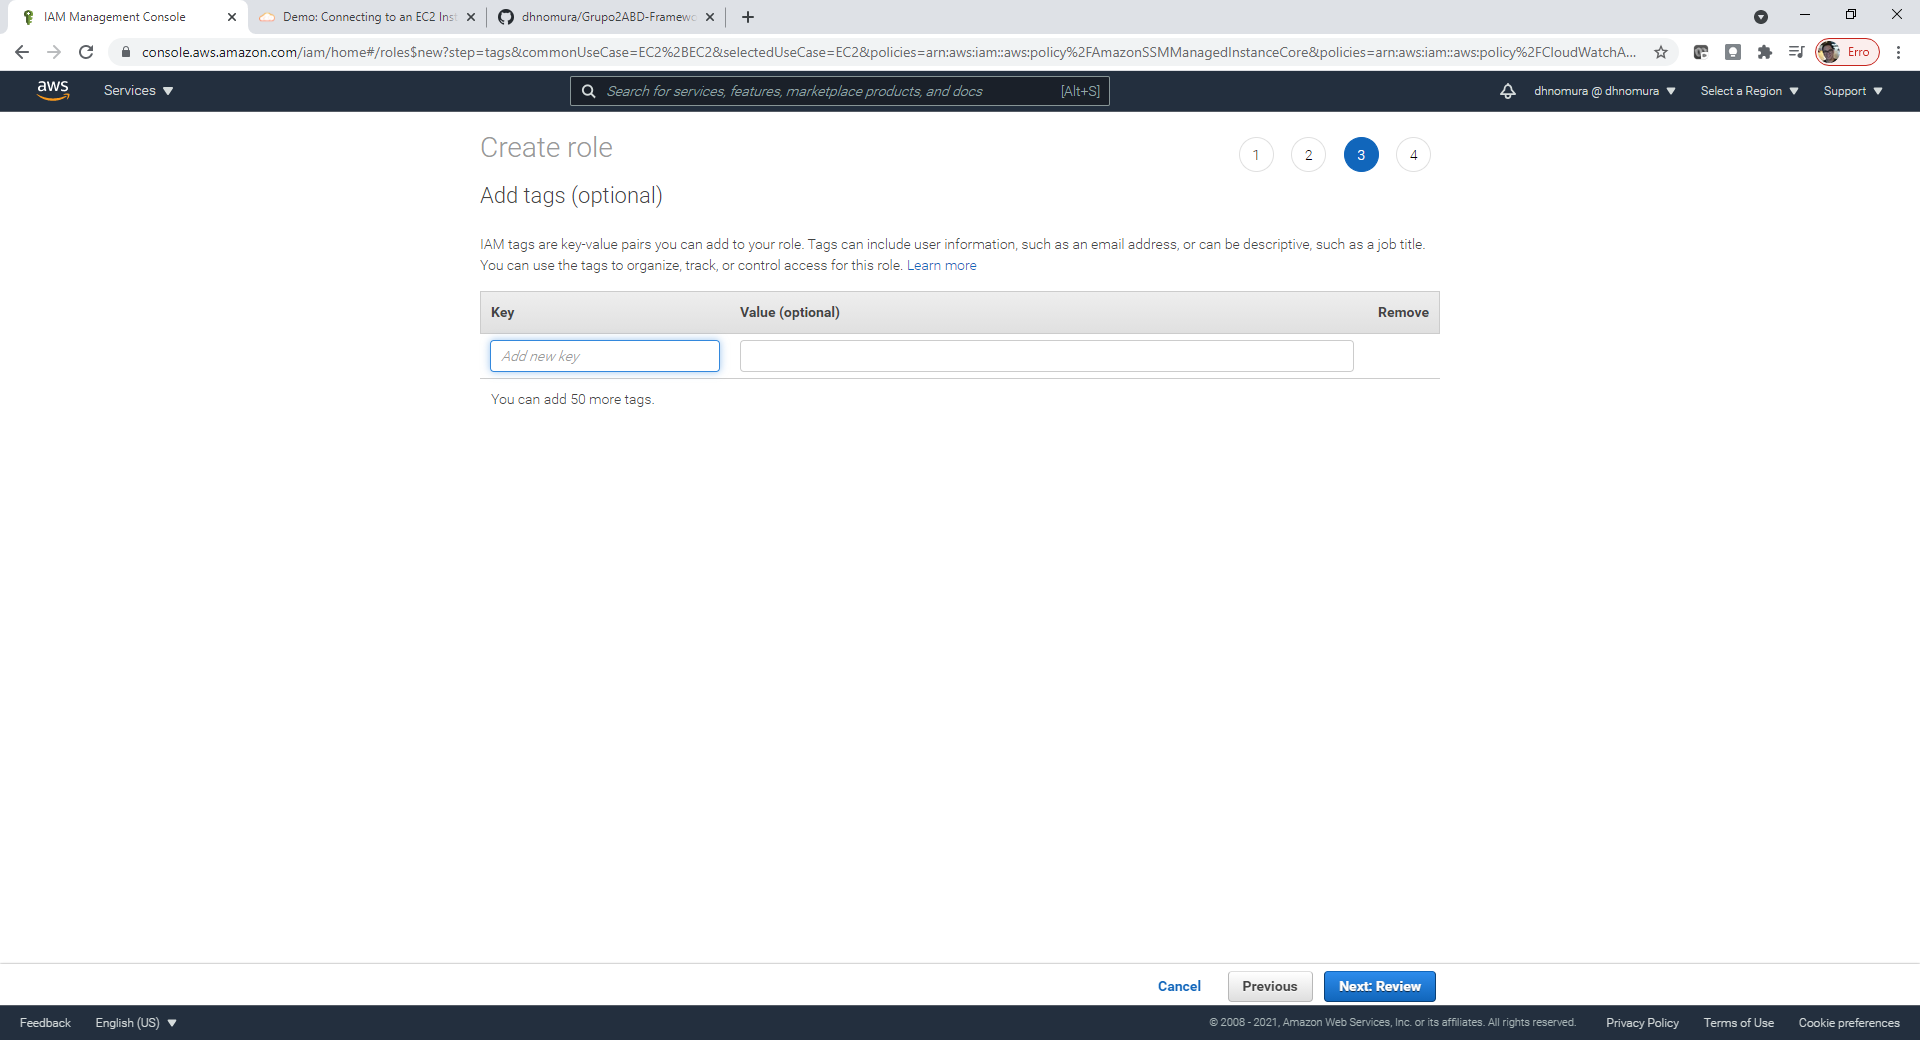 IAM Management Console
Demo: Connecting to an EC2 Inst
dhnomura/Grupo2ABD-Framewo
console.aws.amazon.com/iam/home#/roles$new?step=tags&commonUseCase=EC2%2BEC2&selectedUseCase=EC2&policies=arn:aws:iam::aws:policy%2FAmazonSSMManagedInstanceCore&policies=arn:aws:iam::aws:policy%2FCloudWatchA...
Erro
aws
Services
Search for services, features, marketplace products, and docs
[Alt+S]
dhnomura @ dhnomura
Select a Region
Support
Create role
1
2
3
4
Add tags (optional)
IAM tags are key-value pairs you can add to your role. Tags can include user information, such as an email address, or can be descriptive, such as a job title.
You can use the tags to organize, track, or control access for this role. Learn more
Key
Value (optional)
Remove
Add new key
You can add 50 more tags.
Cancel
Previous
Next: Review
Feedback
English (US)
© 2008 - 2021, Amazon Web Services, Inc. or its affiliates. All rights reserved.
Privacy Policy
Terms of Use
Cookie preferences